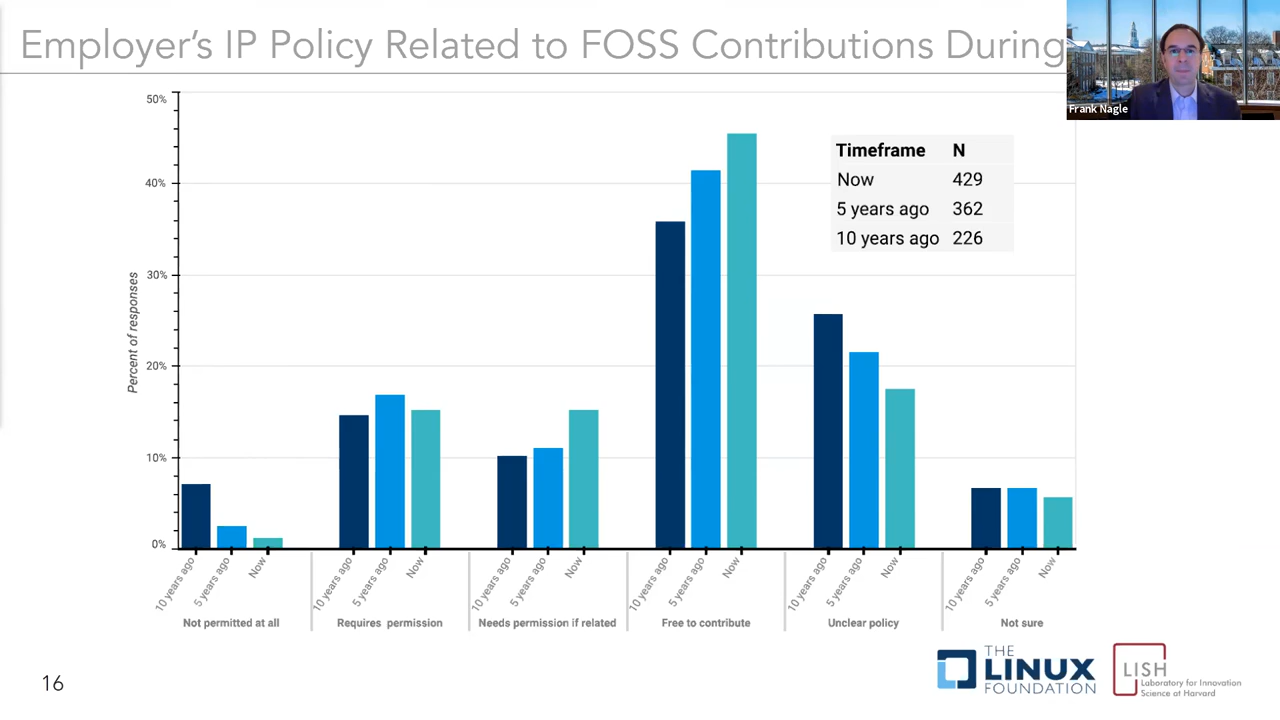 Employer's IP Policy Related to FOSS Contributions During
Frank Nagle
50%
40%
30%
20%
10%
0%
Percent of responses
Timeframe N
Now 429
5 years ago 362
10 years ago 226
10 years ago
5 years ago
Now
10 years ago
5 years ago
Now
10 years ago
5 years ago
Now
10 years ago
5 years ago
Now
10 years ago
5 years ago
Now
10 years ago
5 years ago
Now
Not permitted at all
Requires permission
Needs permission if related
Free to contribute
Unclear policy
Not sure
16
THE
LINUX
FOUNDATION
LISH
Laboratory for Innovation
Science at Harvard